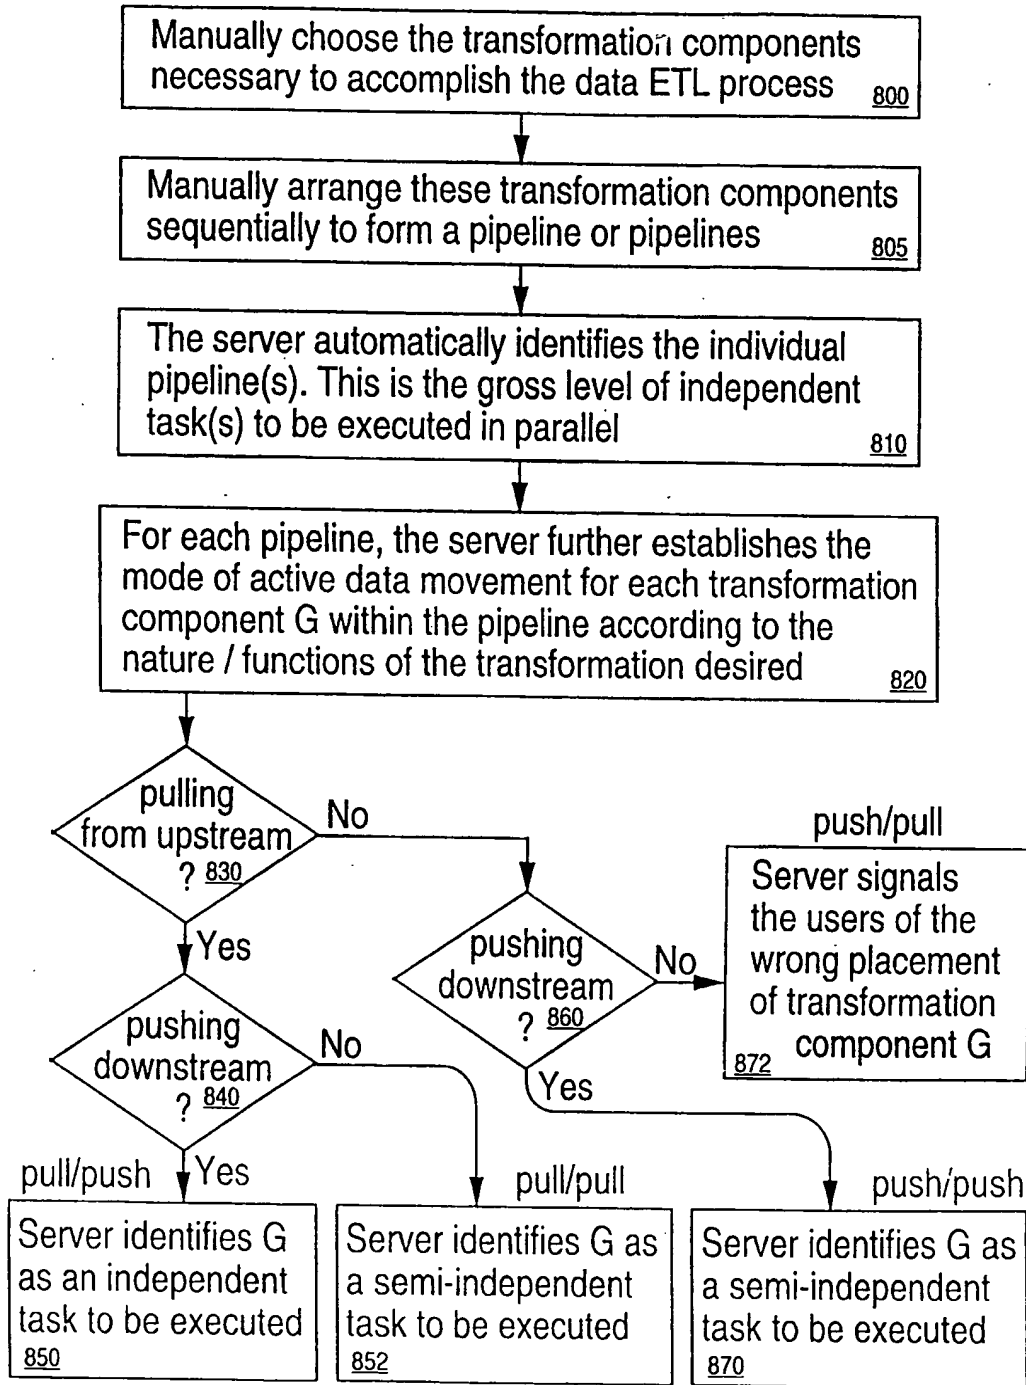 Manually choose the transformation components
necessary to accomplish the data ETL process
800
Manually arrange these transformation components
sequentially to form a pipeline or pipelines
805
The server automatically identifies the individual
pipeline(s). This is the gross level of independent
task(s) to be executed in parallel
810
For each pipeline, the server further establishes the
mode of active data movement for each transformation
component G within the pipeline according to the
nature / functions of the transformation desired
820
pulling
from upstream
? 830
No
Yes
pushing
downstream
? 860
No
Yes
push/pull
Server signals
the users of the
wrong placement
of transformation
component G
872
pushing
downstream
? 840
No
Yes
pull/push
Server identifies G
as an independent
task to be executed
850
pull/pull
Server identifies G as
a semi-independent
task to be executed
852
push/push
Server identifies G as
a semi-independent
task to be executed
870